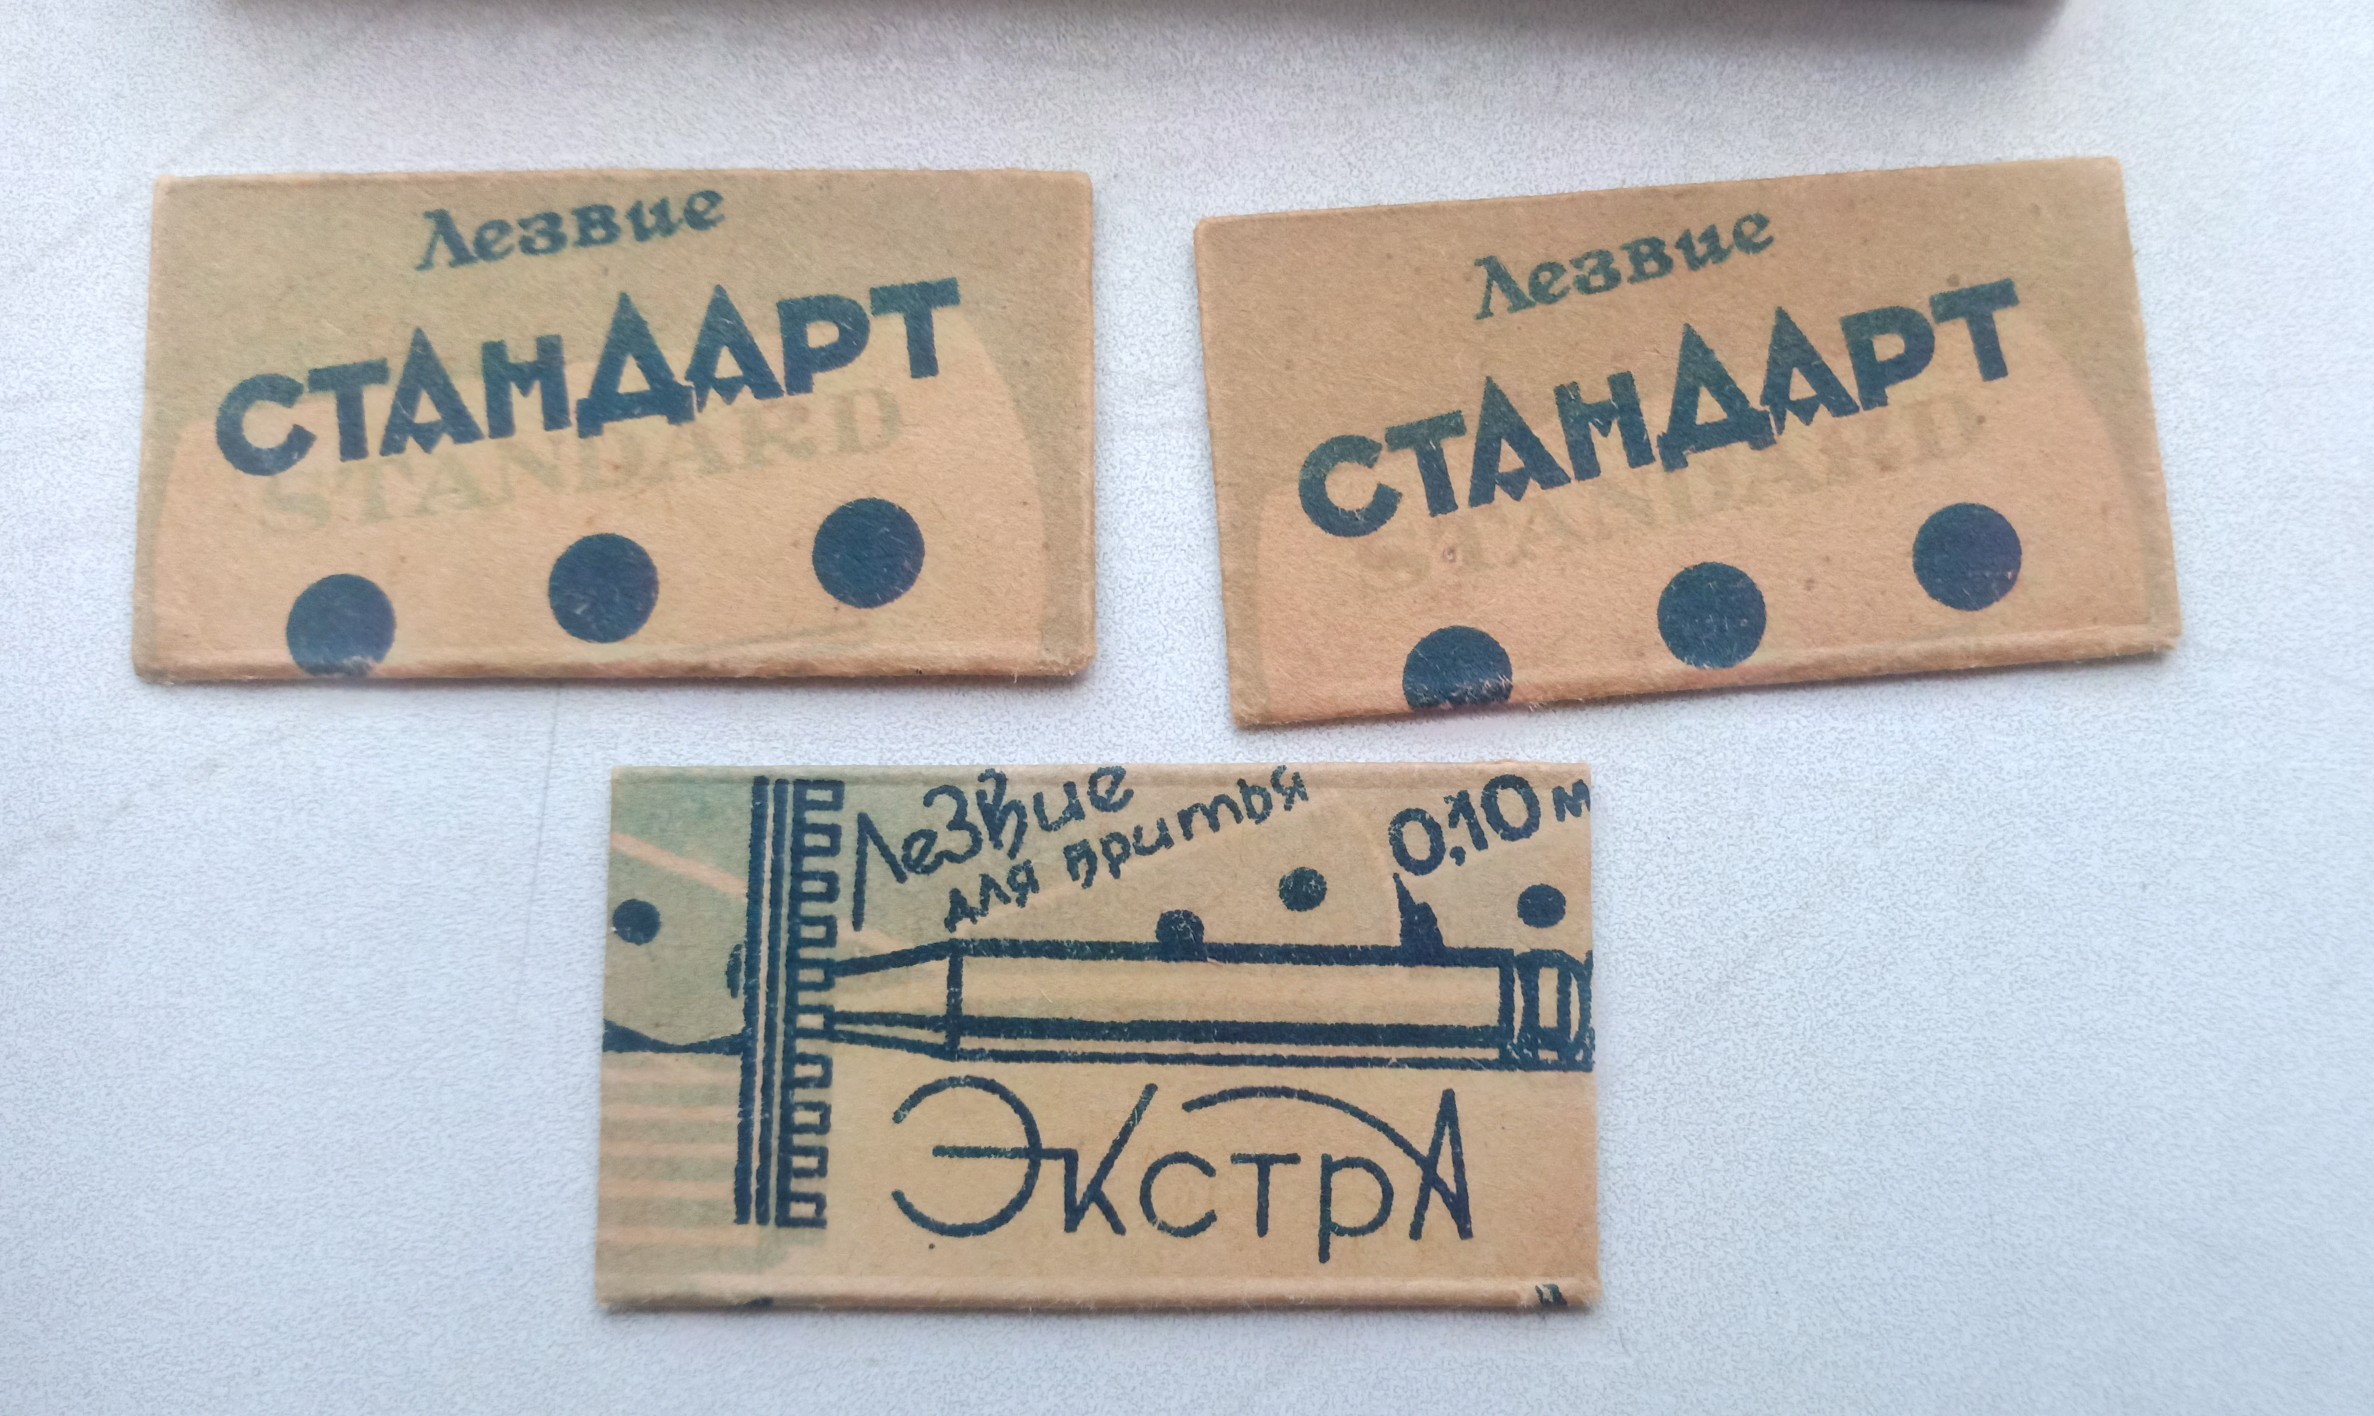 Лезвие
СТАНДАРТ
STANDARD
Лезвие
СТАНДАРТ
STANDARD
Лезвие
для бритья
0,10 м
ЭкстрА